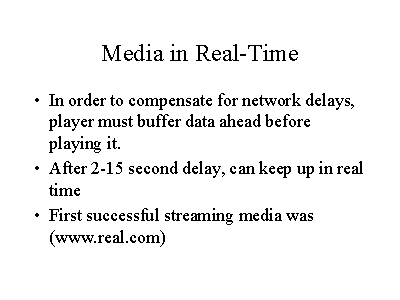 Media in Real-Time
• In order to compensate for network delays,
player must buffer data ahead before
playing it.
• After 2-15 second delay, can keep up in real
time
• First successful streaming media was
(www.real.com)